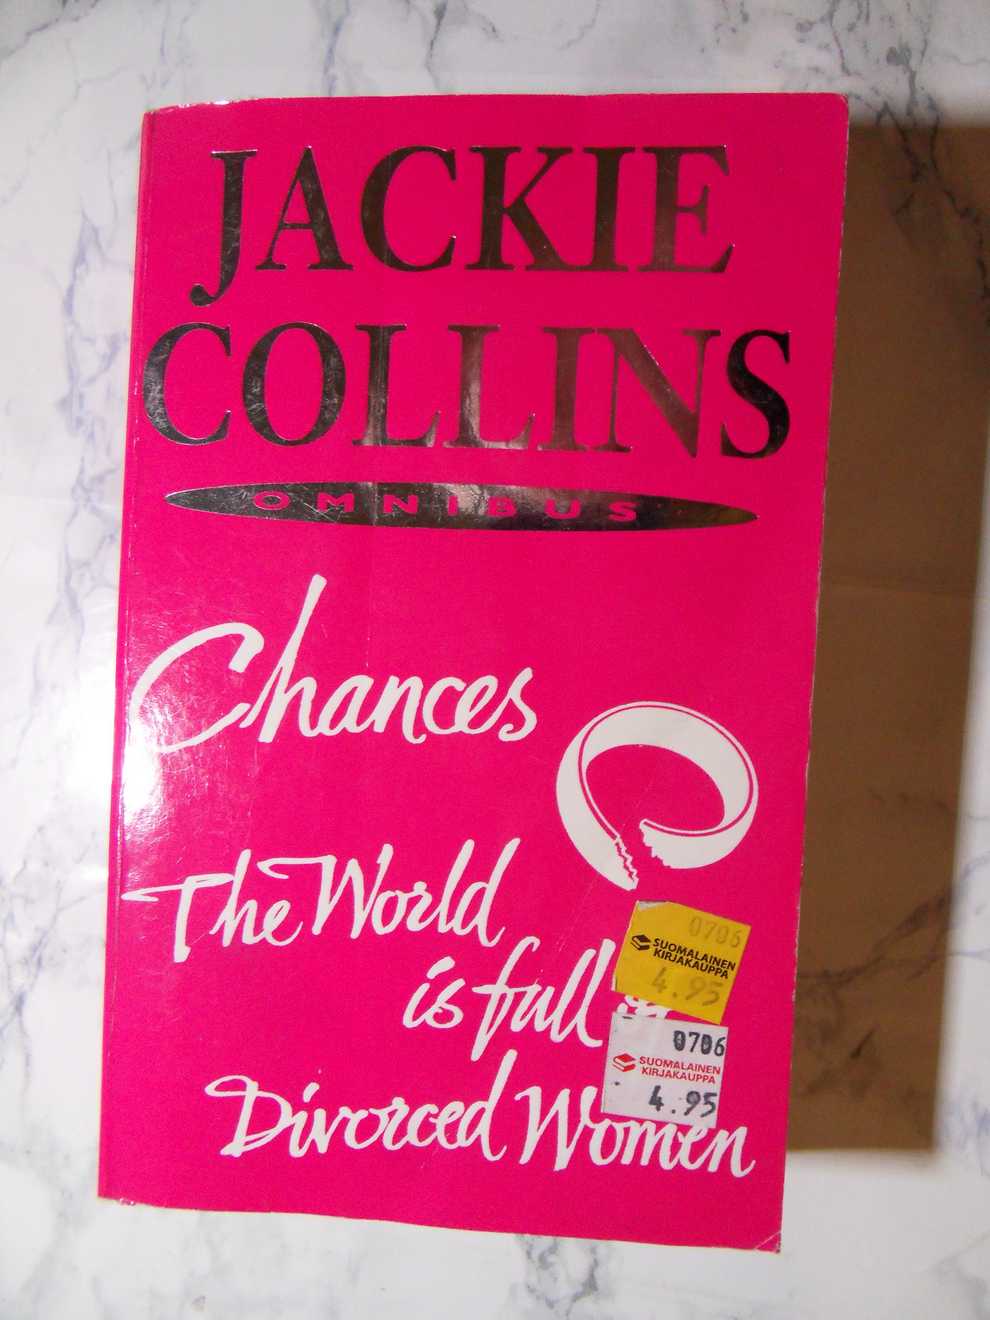 JACKIE
COLLINS
OMNIBUS
Chances
The World
is full
Divorced Women
0706
SUOMALAINEN
KIRJAKAUPPA
4.95
0706
SUOMALAINEN
KIRJAKAUPPA
4.95